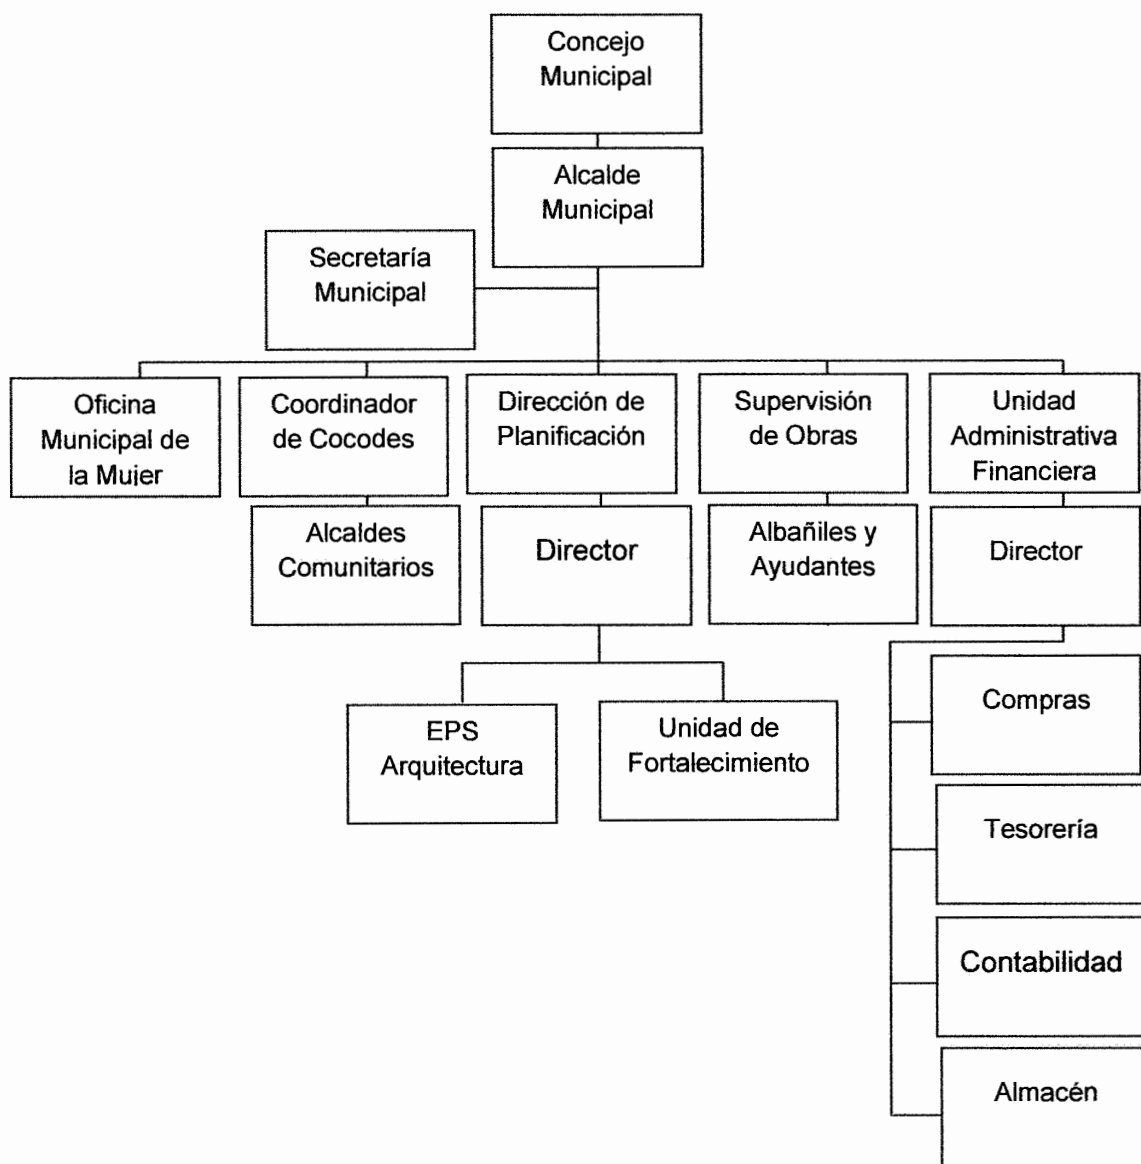 Concejo
Municipal
Alcalde
Municipal
Secretaría
Municipal
Oficina
Municipal de
la Mujer
Coordinador
de Cocodes
Dirección de
Planificación
Supervisión
de Obras
Unidad
Administrativa
Financiera
Alcaldes
Comunitarios
Director
Albañiles y
Ayudantes
Director
EPS
Arquitectura
Unidad de
Fortalecimiento
Compras
Tesorería
Contabilidad
Almacén